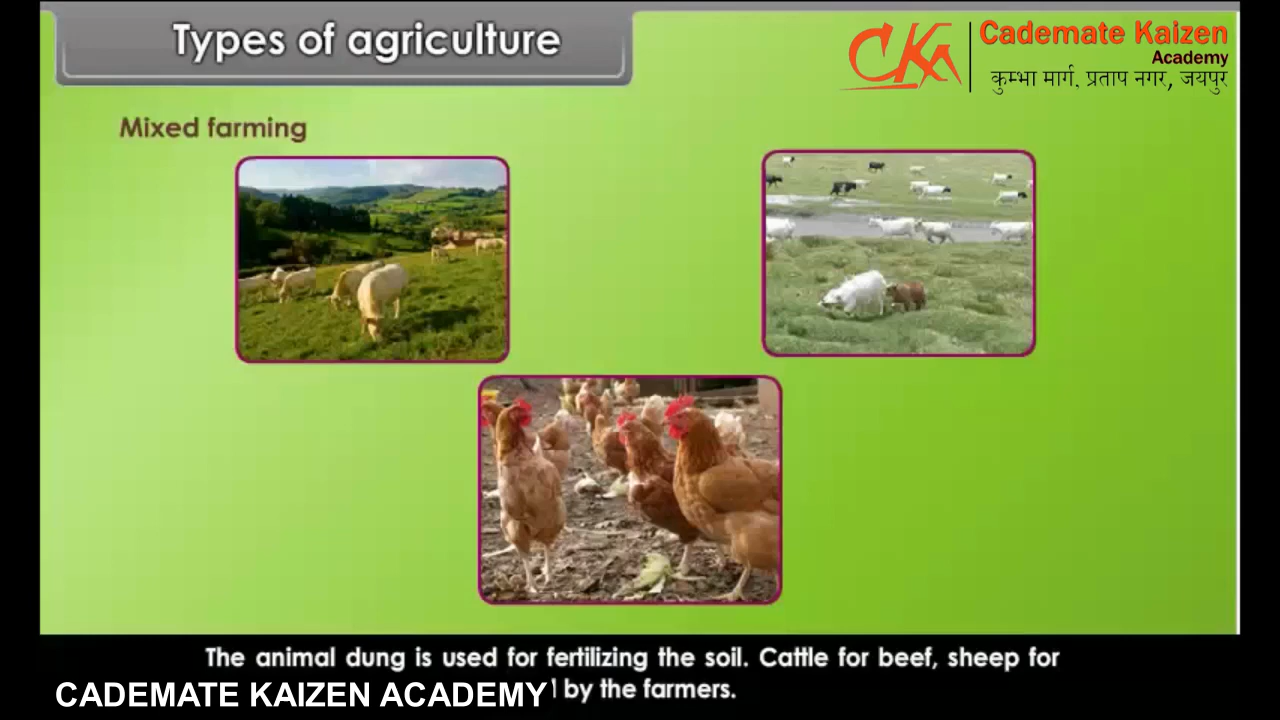 Types of agriculture
CKA
Cademate Kaizen
Academy
कुम्भा मार्ग, प्रताप नगर, जयपुर
Mixed farming
The animal dung is used for fertilizing the soil. Cattle for beef, sheep for
CADEMATE KAIZEN ACADEMY
by the farmers.